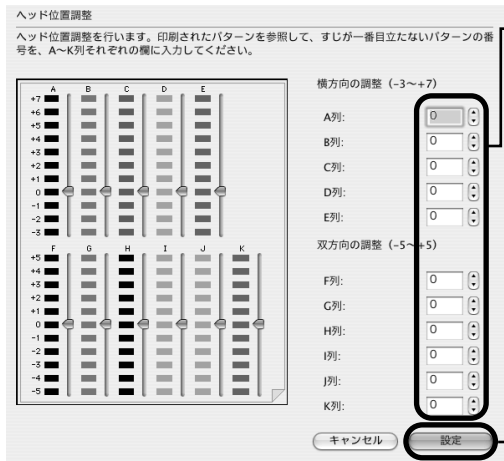 ヘッド位置調整
ヘッド位置調整を行います。印刷されたパターンを参照して、すじが一番目立たないパターンの番
号を、A~K列それぞれの欄に入力してください。
横方向の調整 (-3~+7)
A B C D E
+7
+6
+5
+4
+3
+2
+1
0
-1
-2
-3
F G H I J K
+5
+4
+3
+2
+1
0
-1
-2
-3
-4
-5
A列: 0
B列: 0
C列: 0
D列: 0
E列: 0
双方向の調整 (-5~+5)
F列: 0
G列: 0
H列: 0
I列: 0
J列: 0
K列: 0
キャンセル 設定